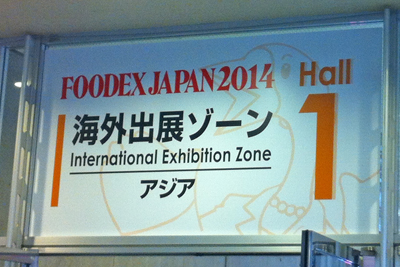 FOODEX JAPAN 2014 Hall
1
海外出展ゾーン
International Exhibition Zone
アジア